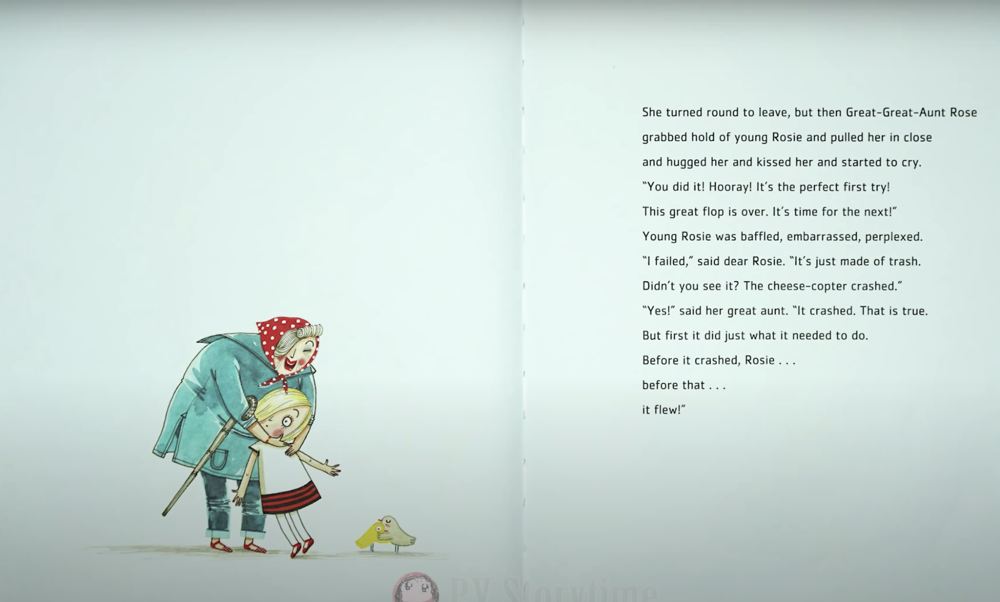 She turned round to leave, but then Great-Great-Aunt Rose
grabbed hold of young Rosie and pulled her in close
and hugged her and kissed her and started to cry.
“You did it! Hooray! It’s the perfect first try!
This great flop is over. It’s time for the next!”
Young Rosie was baffled, embarrassed, perplexed.
“I failed,” said dear Rosie. “It’s just made of trash.
Didn’t you see it? The cheese-copter crashed.”
“Yes!” said her great aunt. “It crashed. That is true.
But first it did just what it needed to do.
Before it crashed, Rosie . . .
before that . . .
it flew!”
PV Storytime